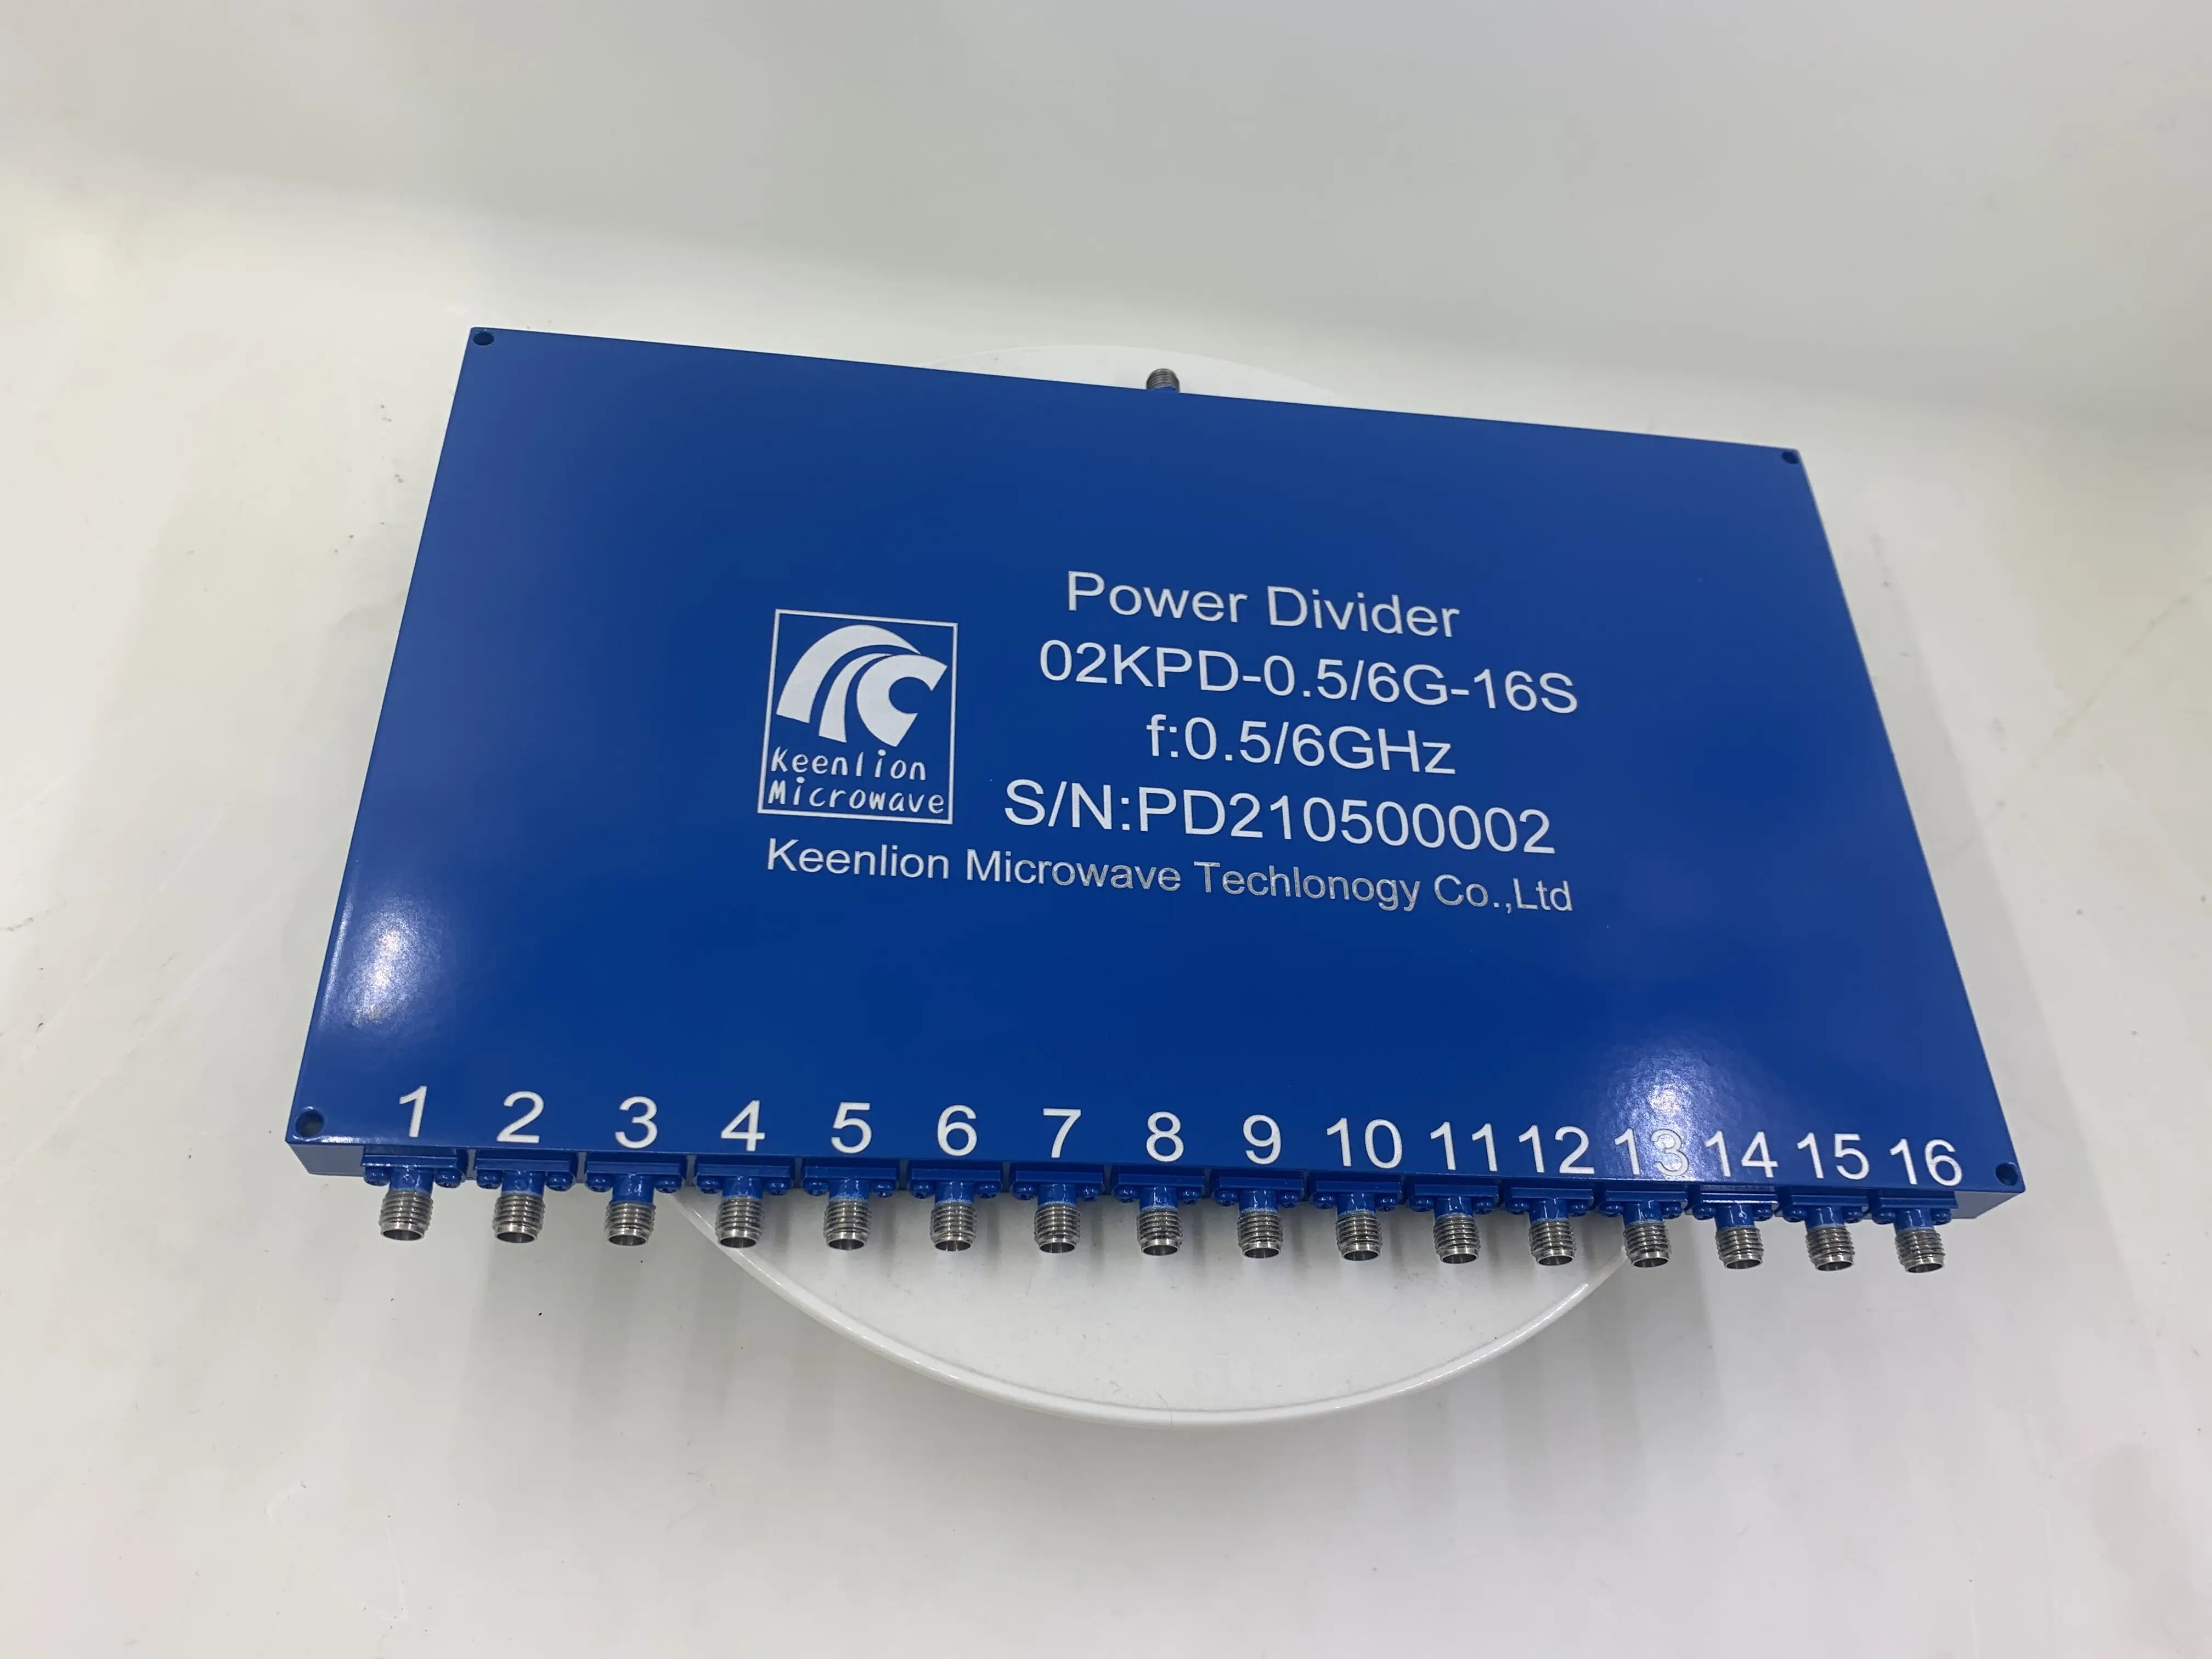 Power Divider
02KPD-0.5/6G-16S
f:0.5/6GHz
S/N:PD210500002
Keenlion
Microwave
Keenlion Microwave Techlonogy Co.,Ltd
1 2 3 4 5 6 7 8 9 10 11 12 13 14 15 16